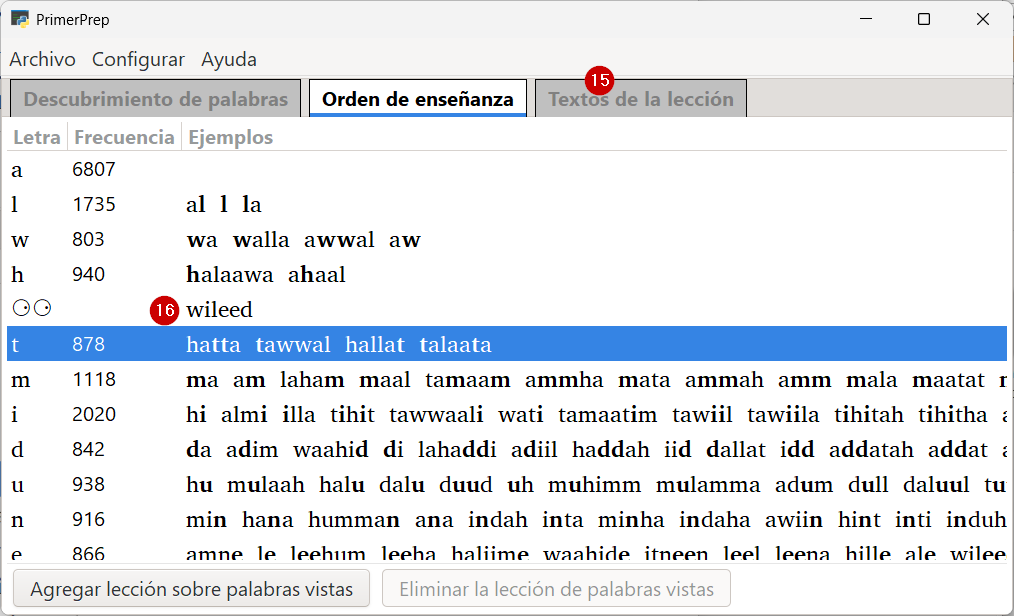 PrimerPrep
Archivo Configurar Ayuda
15
Descubrimiento de palabras Orden de enseñanza Textos de la lección
Letra Frecuencia Ejemplos
a 6807
l 1735 al l la
w 803 wa walla awwal aw
h 940 halaawa ahaal
16 wileed
t 878 hatta tawwal hallat talaata
m 1118 ma am laham maal tamaam ammha mata ammah amm mala maatat
i 2020 hi almi illa tihit tawwaali wati tamaatim tawiil tawiila tihitah tihitha
d 842 da adim waahid di lahaddi adiil haddah iid dallat idd addatah addat
u 938 hu mulaah halu dalu duud uh muhimm mulamma adum dull daluul tu
n 916 min hana humman ana indah inta minha indaha awiin hint inti induh
e 866 amne le leehum leeha haliime waahide itneen leel leena hille ale wilee
Agregar lección sobre palabras vistas Eliminar la lección de palabras vistas